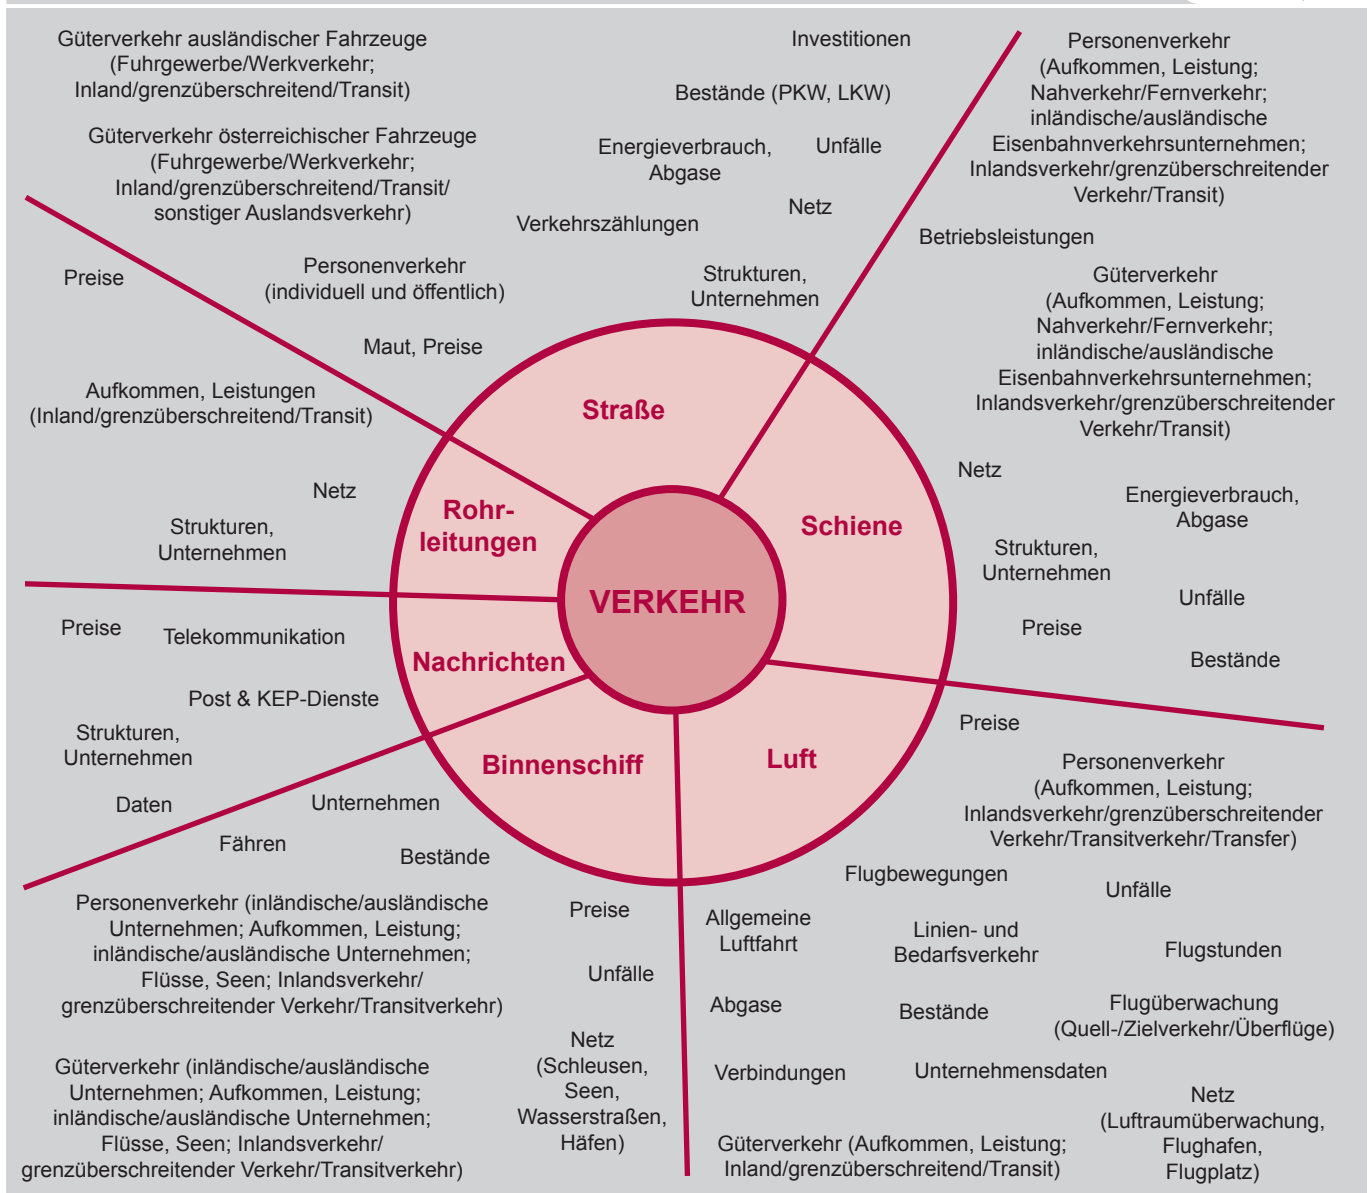 Güterverkehr ausländischer Fahrzeuge
(Fuhrgewerbe/Werkverkehr;
Inland/grenzüberschreitend/Transit)
Güterverkehr österreichischer Fahrzeuge
(Fuhrgewerbe/Werkverkehr;
Inland/grenzüberschreitend/Transit/
sonstiger Auslandsverkehr)
Investitionen
Bestände (PKW, LKW)
Energieverbrauch,
Abgase
Unfälle
Netz
Verkehrszählungen
Personenverkehr
(individuell und öffentlich)
Strukturen,
Unternehmen
Maut, Preise
Straße
Personenverkehr
(Aufkommen, Leistung;
Nahverkehr/Fernverkehr;
inländische/ausländische
Eisenbahnverkehrsunternehmen;
Inlandsverkehr/grenzüberschreitender
Verkehr/Transit)
Betriebsleistungen
Güterverkehr
(Aufkommen, Leistung;
Nahverkehr/Fernverkehr;
inländische/ausländische
Eisenbahnverkehrsunternehmen;
Inlandsverkehr/grenzüberschreitender
Verkehr/Transit)
Netz
Energieverbrauch,
Abgase
Strukturen,
Unternehmen
Unfälle
Preise
Bestände
Schiene
Preise
Aufkommen, Leistungen
(Inland/grenzüberschreitend/Transit)
Netz
Strukturen,
Unternehmen
Rohr-
leitungen
VERKEHR
Preise
Telekommunikation
Post & KEP-Dienste
Strukturen,
Unternehmen
Daten
Nachrichten
Binnenschiff
Unternehmen
Fähren
Bestände
Personenverkehr (inländische/ausländische
Unternehmen; Aufkommen, Leistung;
inländische/ausländische Unternehmen;
Flüsse, Seen; Inlandsverkehr/
grenzüberschreitender Verkehr/Transitverkehr)
Preise
Unfälle
Netz
(Schleusen,
Seen,
Wasserstraßen,
Häfen)
Güterverkehr (inländische/ausländische
Unternehmen; Aufkommen, Leistung;
inländische/ausländische Unternehmen;
Flüsse, Seen; Inlandsverkehr/
grenzüberschreitender Verkehr/Transitverkehr)
Luft
Preise
Personenverkehr
(Aufkommen, Leistung;
Inlandsverkehr/grenzüberschreitender
Verkehr/Transitverkehr/Transfer)
Flugbewegungen
Unfälle
Allgemeine
Luftfahrt
Linien- und
Bedarfsverkehr
Flugstunden
Abgase
Bestände
Flugüberwachung
(Quell-/Zielverkehr/Überflüge)
Verbindungen
Unternehmensdaten
Netz
(Luftraumüberwachung,
Flughafen,
Flugplatz)
Güterverkehr (Aufkommen, Leistung;
Inland/grenzüberschreitend/Transit)